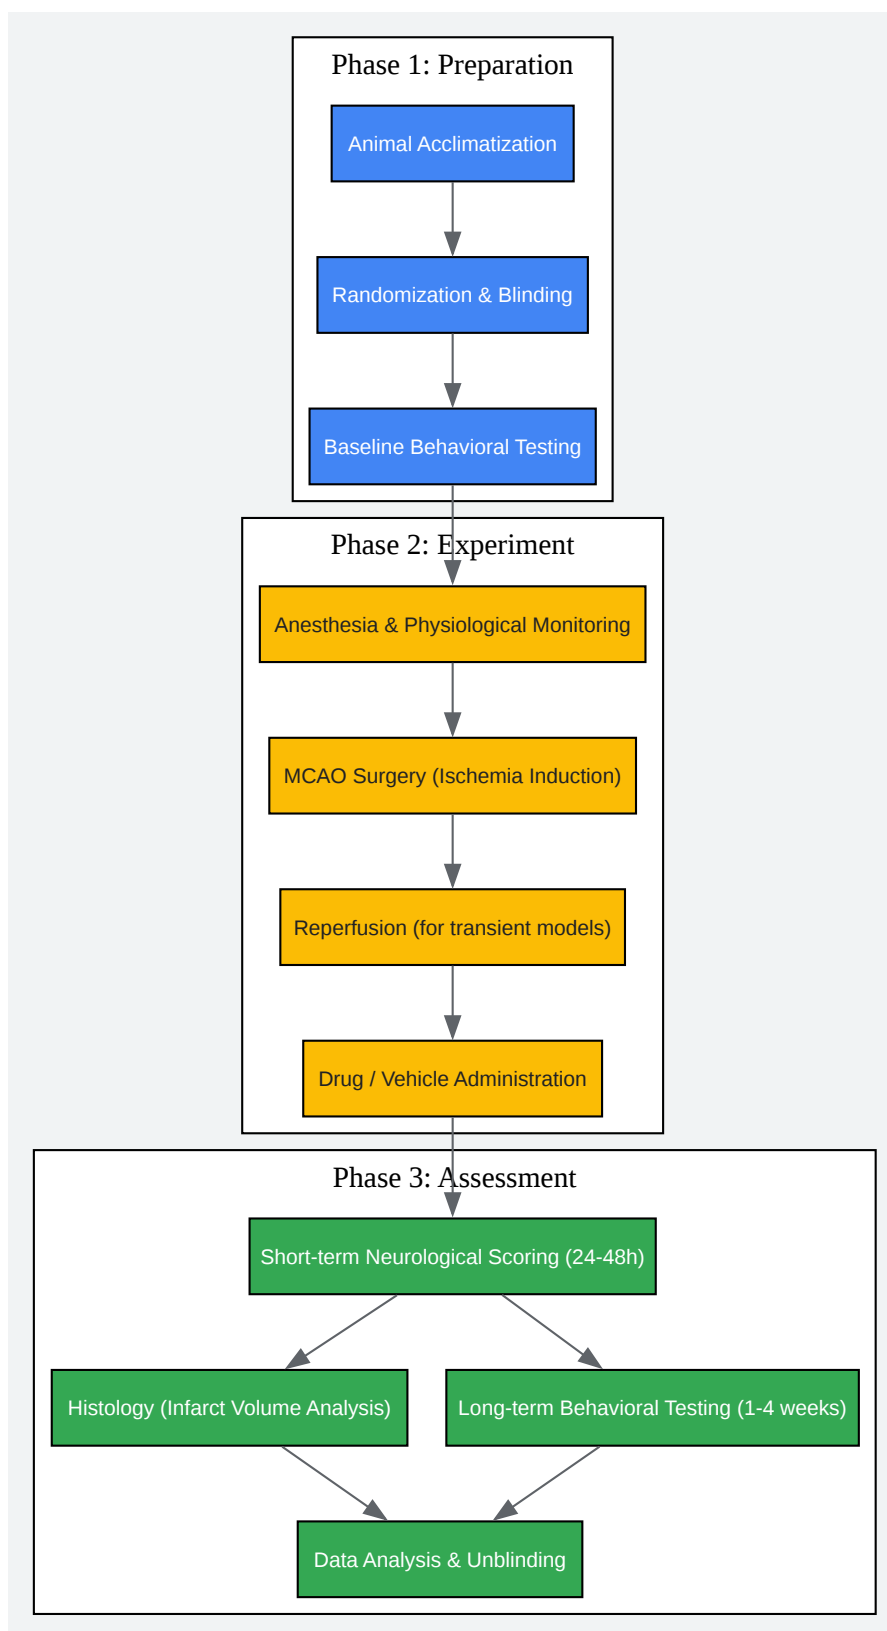 Phase 1: Preparation
Animal Acclimatization
Randomization & Blinding
Baseline Behavioral Testing
Phase 2: Experiment
Anesthesia & Physiological Monitoring
MCAO Surgery (Ischemia Induction)
Reperfusion (for transient models)
Drug / Vehicle Administration
Phase 3: Assessment
Short-term Neurological Scoring (24-48h)
Histology (Infarct Volume Analysis)
Long-term Behavioral Testing (1-4 weeks)
Data Analysis & Unblinding